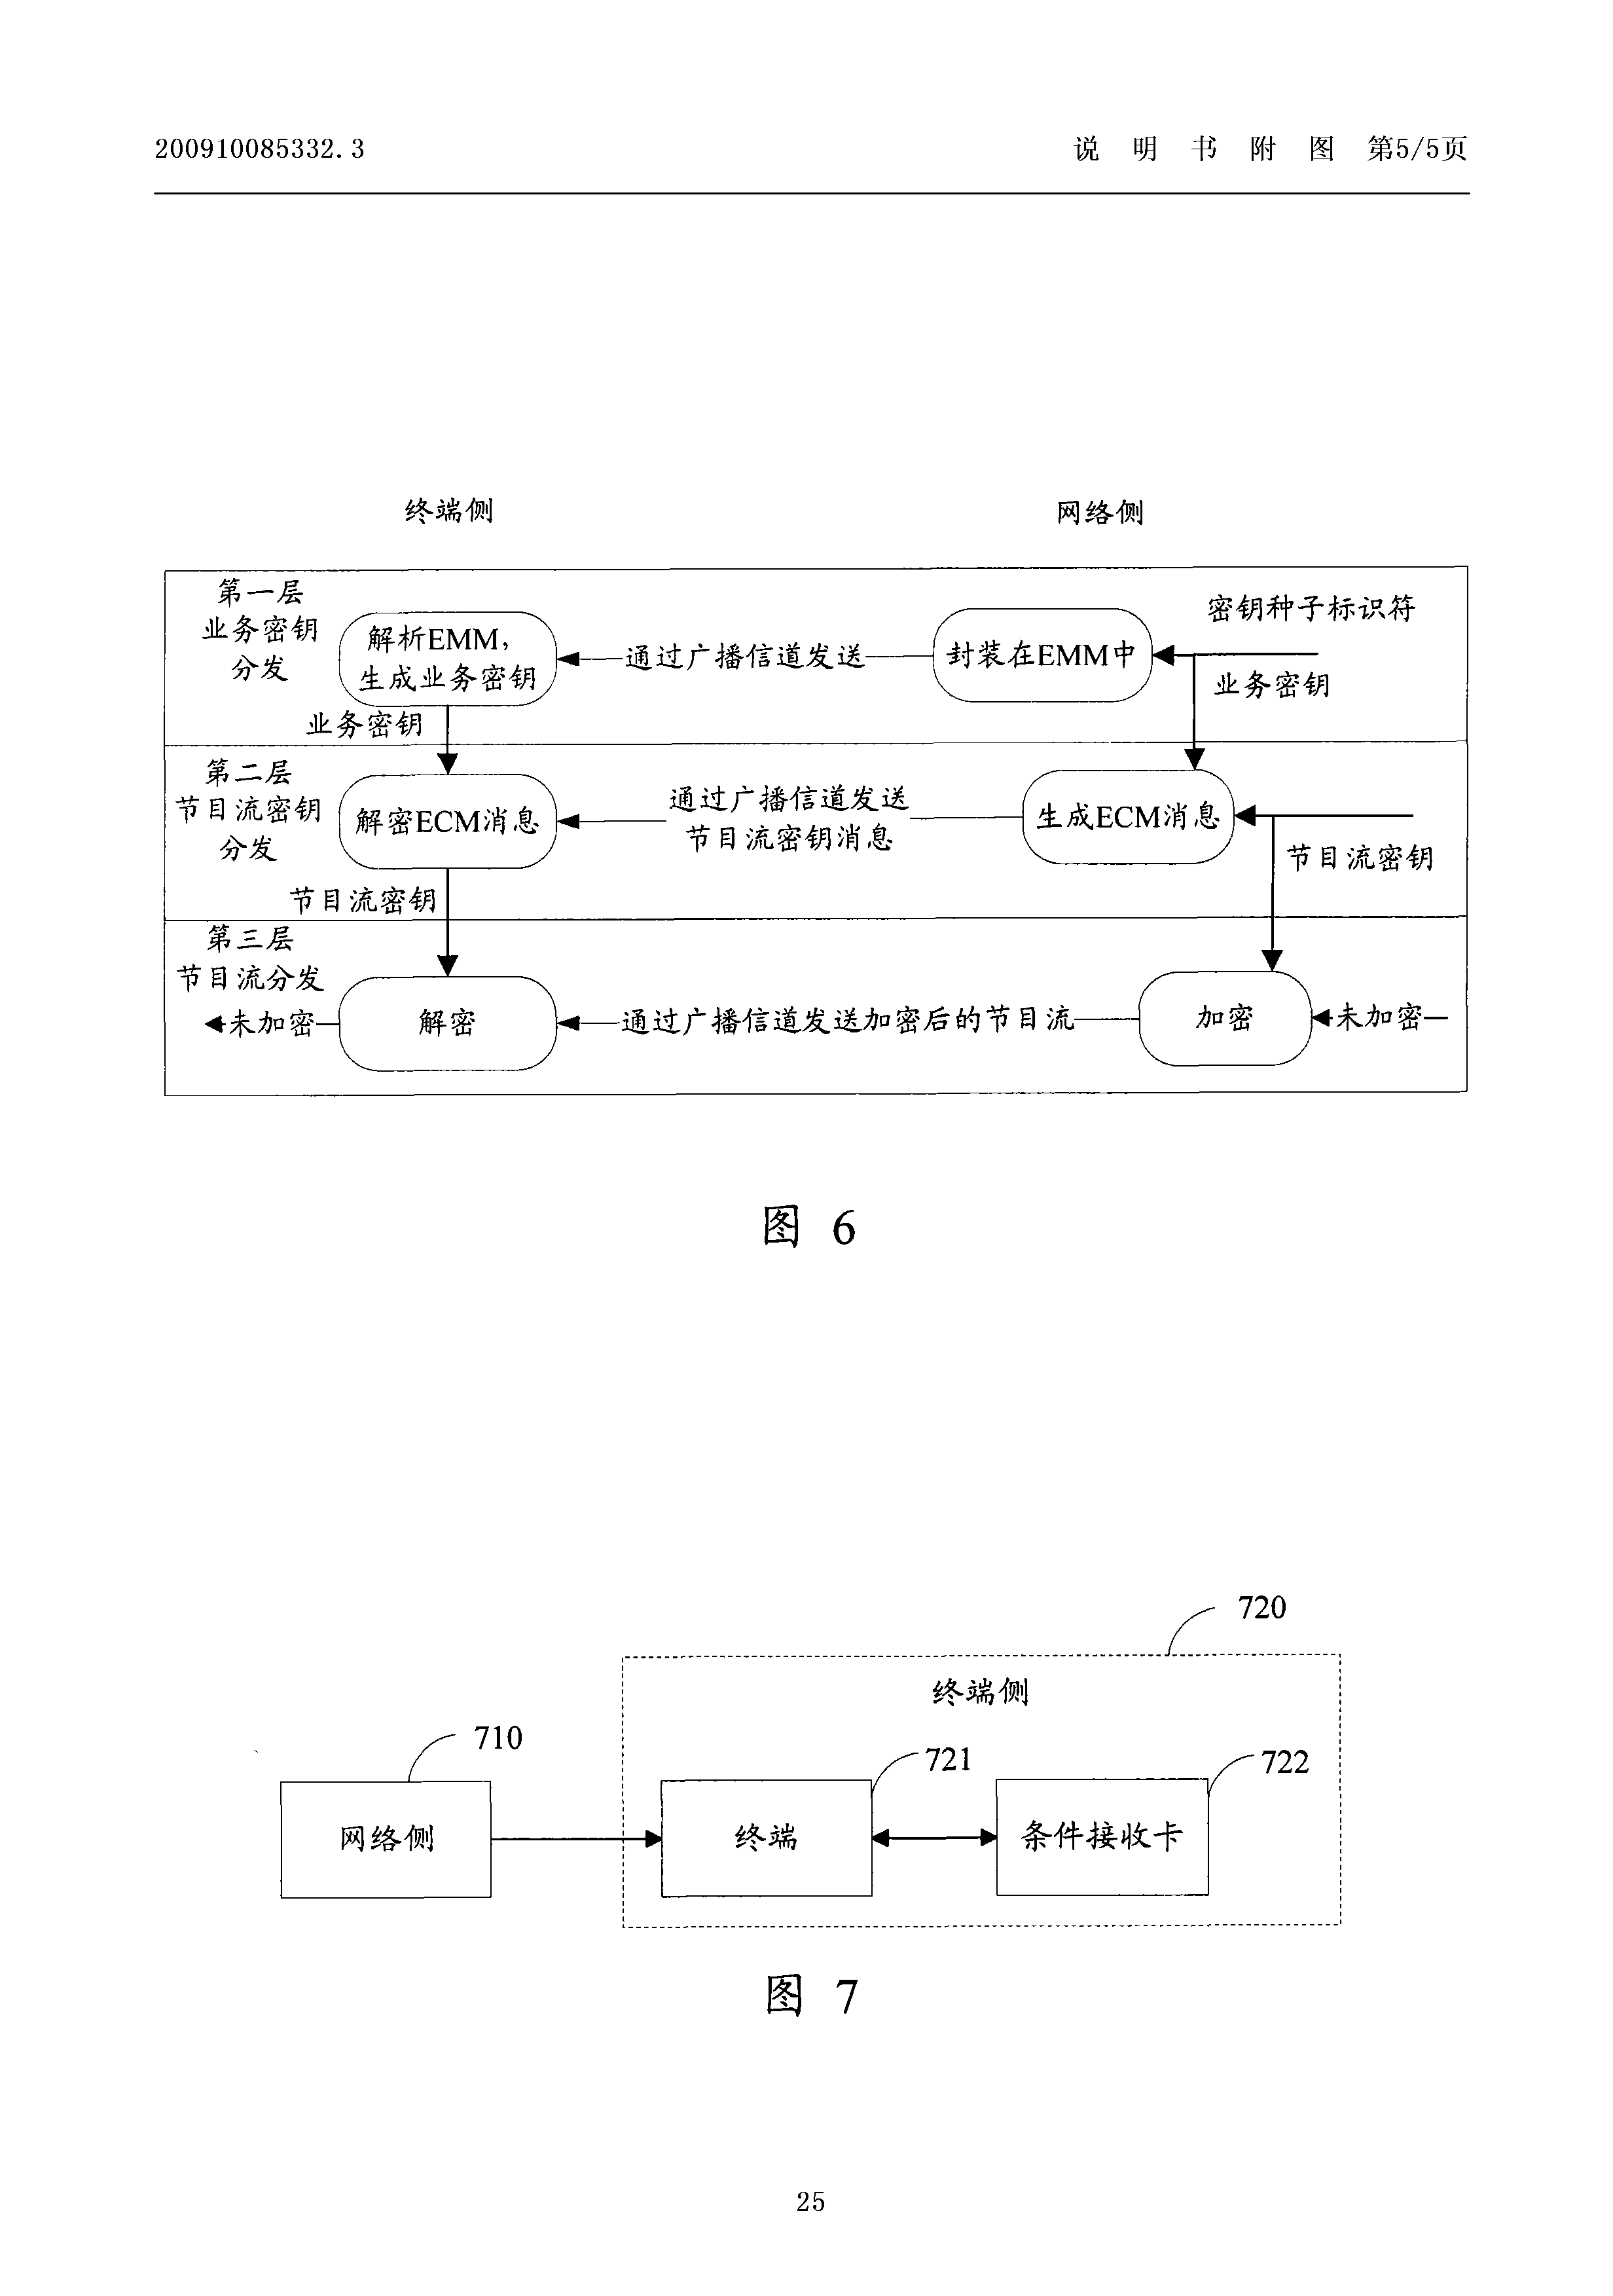 200910085332.3
说 明 书 附 图 第5/5页
终端侧
网络侧
第一层
业务密钥
分发
解析EMM，
生成业务密钥
通过广播信道发送
封装在EMM中
密钥种子标识符
业务密钥
业务密钥
第二层
节目流密钥
分发
解密ECM消息
通过广播信道发送
节目流密钥消息
生成ECM消息
节目流密钥
节目流密钥
第三层
节目流分发
未加密
解密
通过广播信道发送加密后的节目流
加密
未加密
图 6
720
终端侧
710
721
722
网络侧
终端
条件接收卡
图 7
25